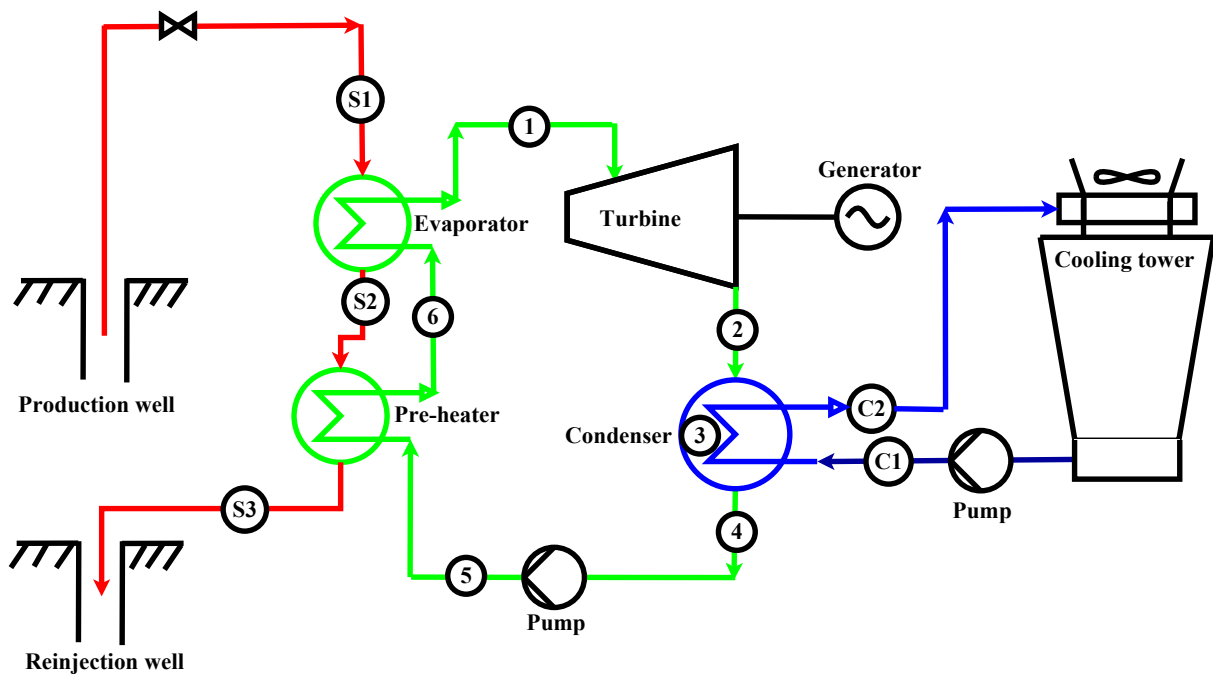 S1
1
Generator
Turbine
Evaporator
Cooling tower
S2
6
2
Production well
Pre-heater
C2
Condenser
3
C1
S3
Pump
4
5
Pump
Reinjection well